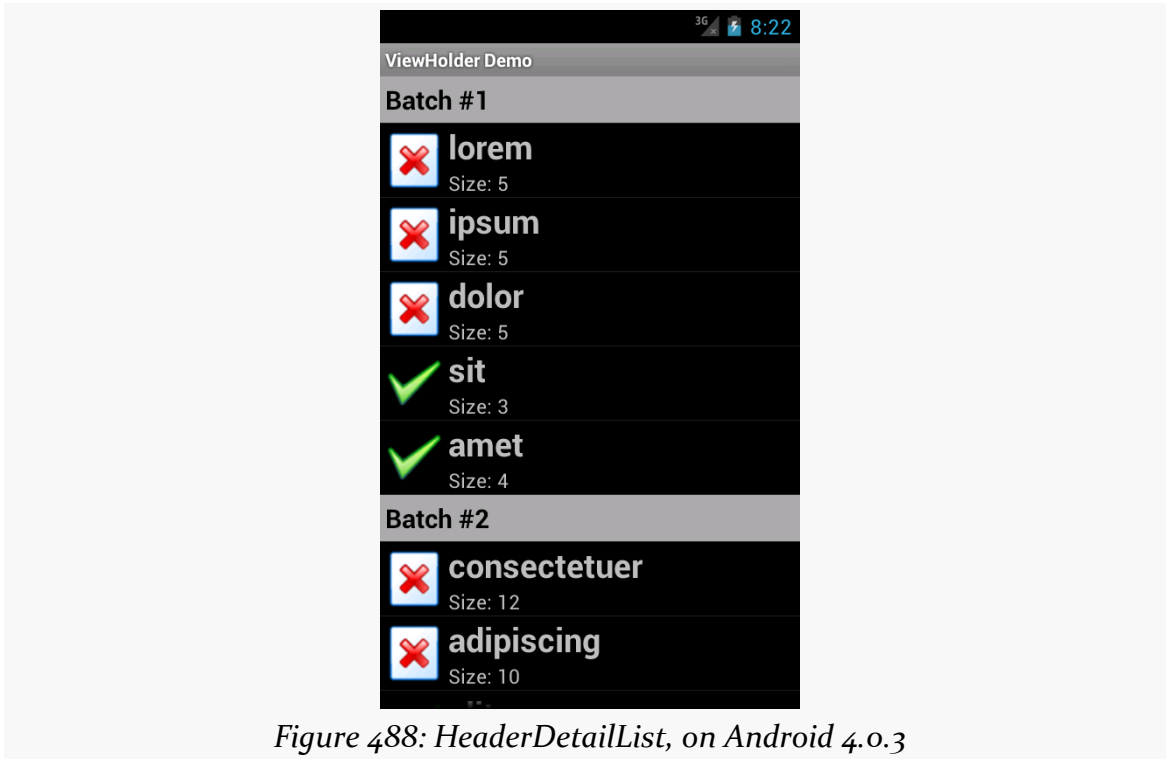 3G 8:22
ViewHolder Demo
Batch #1
lorem
Size: 5
ipsum
Size: 5
dolor
Size: 5
sit
Size: 3
amet
Size: 4
Batch #2
consectetuer
Size: 12
adipiscing
Size: 10
Figure 488: HeaderDetailList, on Android 4.0.3